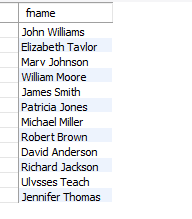 fname
John Williams
Elizabeth Taylor
Mary Johnson
William Moore
James Smith
Patricia Jones
Michael Miller
Robert Brown
David Anderson
Richard Jackson
Ulysses Teach
Jennifer Thomas